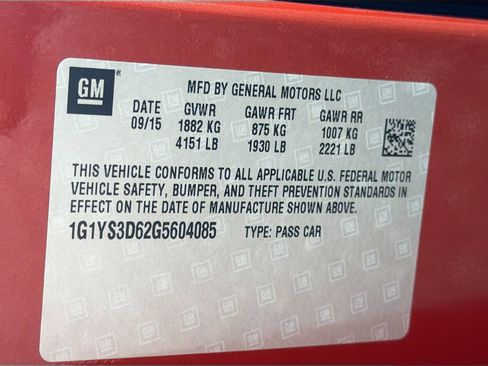 GM
MFD BY GENERAL MOTORS LLC
DATE GVWR GAWR FRT GAWR RR
09/15 1882 KG 875 KG 1007 KG
4151 LB 1930 LB 2221 LB
THIS VEHICLE CONFORMS TO ALL APPLICABLE U.S. FEDERAL MOTOR
VEHICLE SAFETY, BUMPER, AND THEFT PREVENTION STANDARDS IN
EFFECT ON THE DATE OF MANUFACTURE SHOWN ABOVE.
1G1YS3D62G5604085 TYPE: PASS CAR